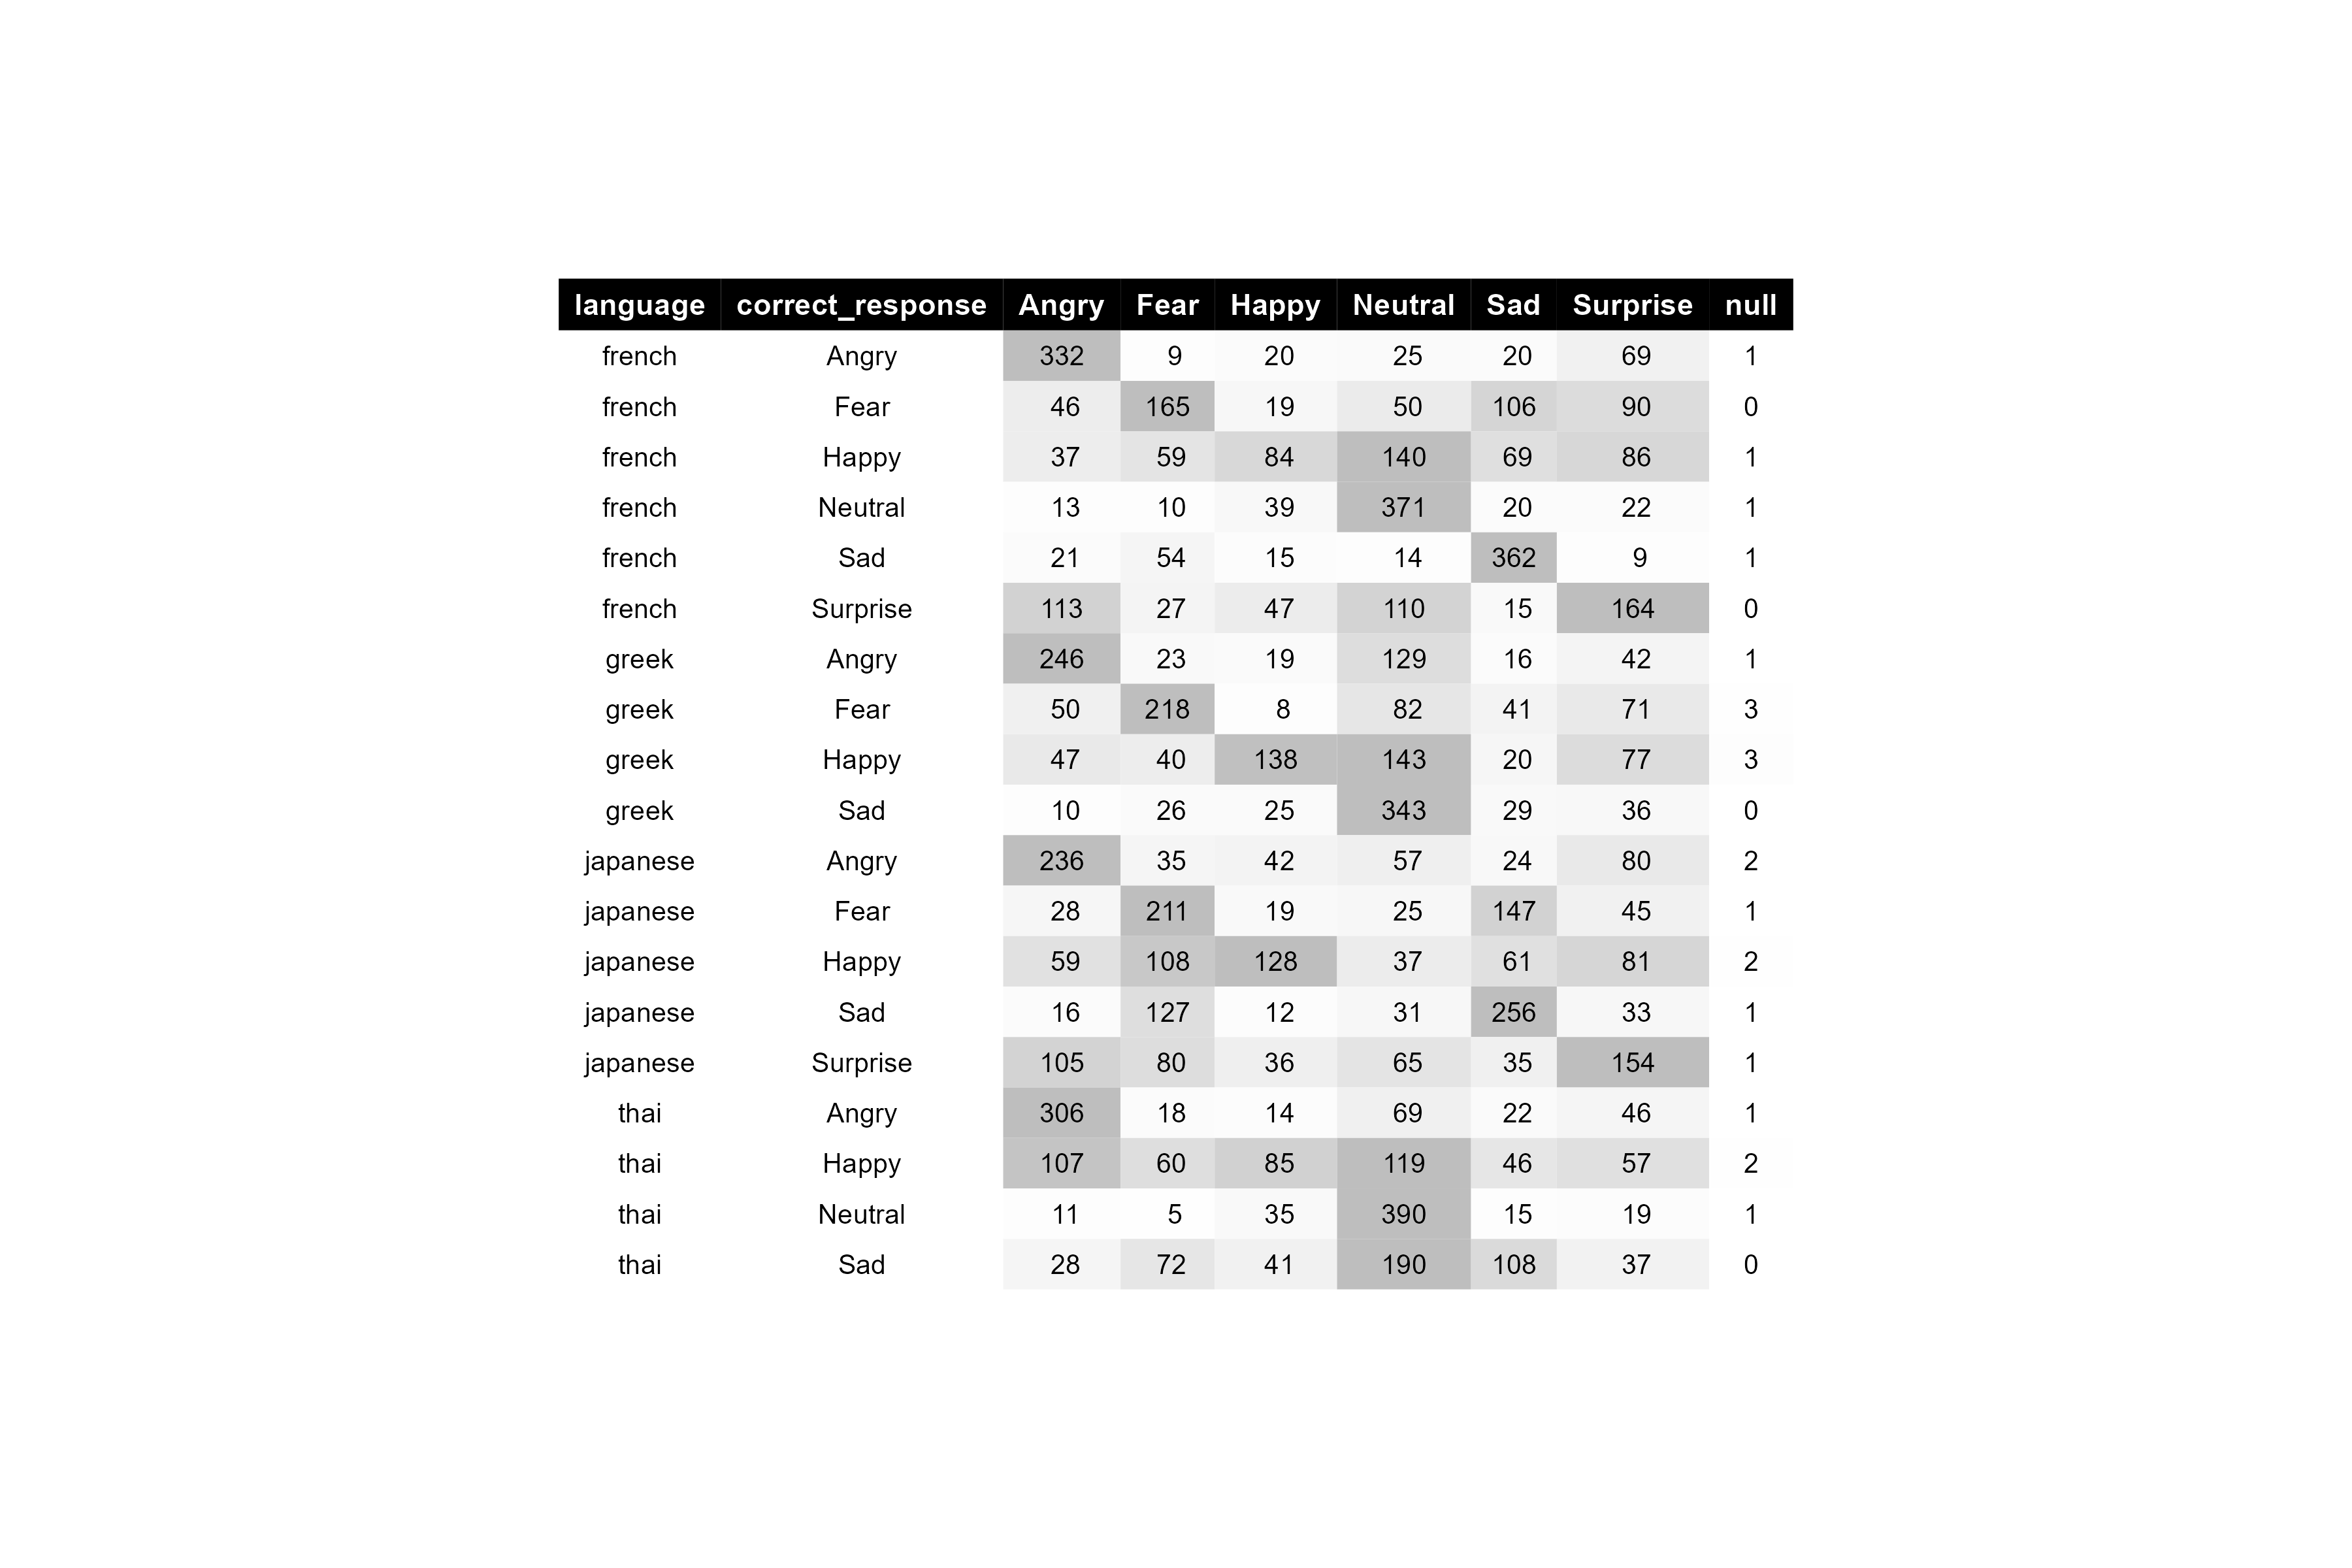 language correct_response Angry Fear Happy Neutral Sad Surprise null
french Angry 332 9 20 25 20 69 1
french Fear 46 165 19 50 106 90 0
french Happy 37 59 84 140 69 86 1
french Neutral 13 10 39 371 20 22 1
french Sad 21 54 15 14 362 9 1
french Surprise 113 27 47 110 15 164 0
greek Angry 246 23 19 129 16 42 1
greek Fear 50 218 8 82 41 71 3
greek Happy 47 40 138 143 20 77 3
greek Sad 10 26 25 343 29 36 0
japanese Angry 236 35 42 57 24 80 2
japanese Fear 28 211 19 25 147 45 1
japanese Happy 59 108 128 37 61 81 2
japanese Sad 16 127 12 31 256 33 1
japanese Surprise 105 80 36 65 35 154 1
thai Angry 306 18 14 69 22 46 1
thai Happy 107 60 85 119 46 57 2
thai Neutral 11 5 35 390 15 19 1
thai Sad 28 72 41 190 108 37 0